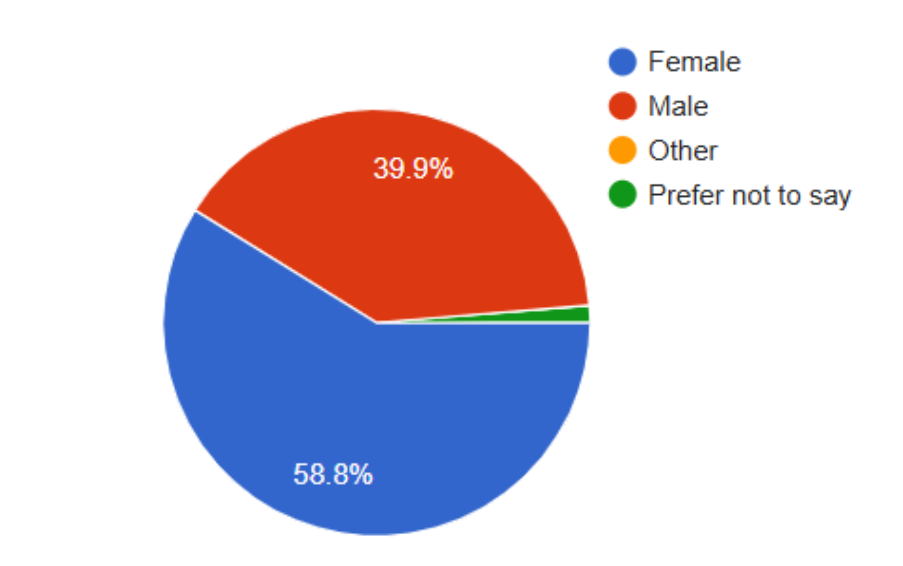 Female
Male
Other
Prefer not to say
39.9%
58.8%